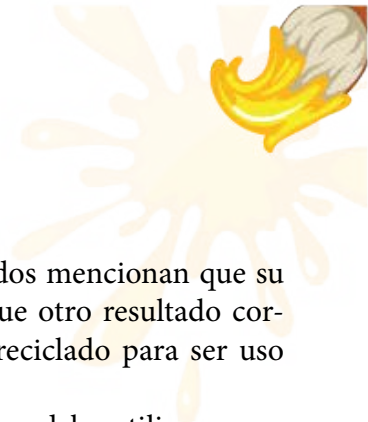 dos mencionan que su
ue otro resultado cor-
reciclado para ser uso